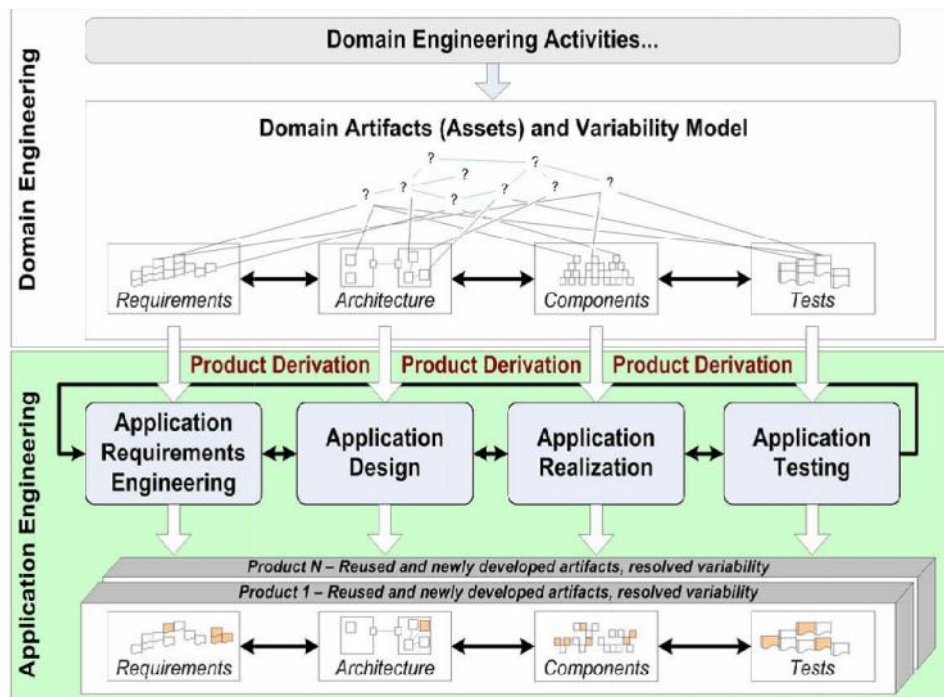 Domain Engineering
Domain Engineering Activities...
Domain Artifacts (Assets) and Variability Model
?
?
?
?
?
?
?
?
?
Requirements
Architecture
Components
Tests
Application Engineering
Product Derivation
Product Derivation
Product Derivation
Application
Requirements
Engineering
Application
Design
Application
Realization
Application
Testing
Product N – Reused and newly developed artifacts, resolved variability
Product 1 – Reused and newly developed artifacts, resolved variability
Requirements
Architecture
Components
Tests